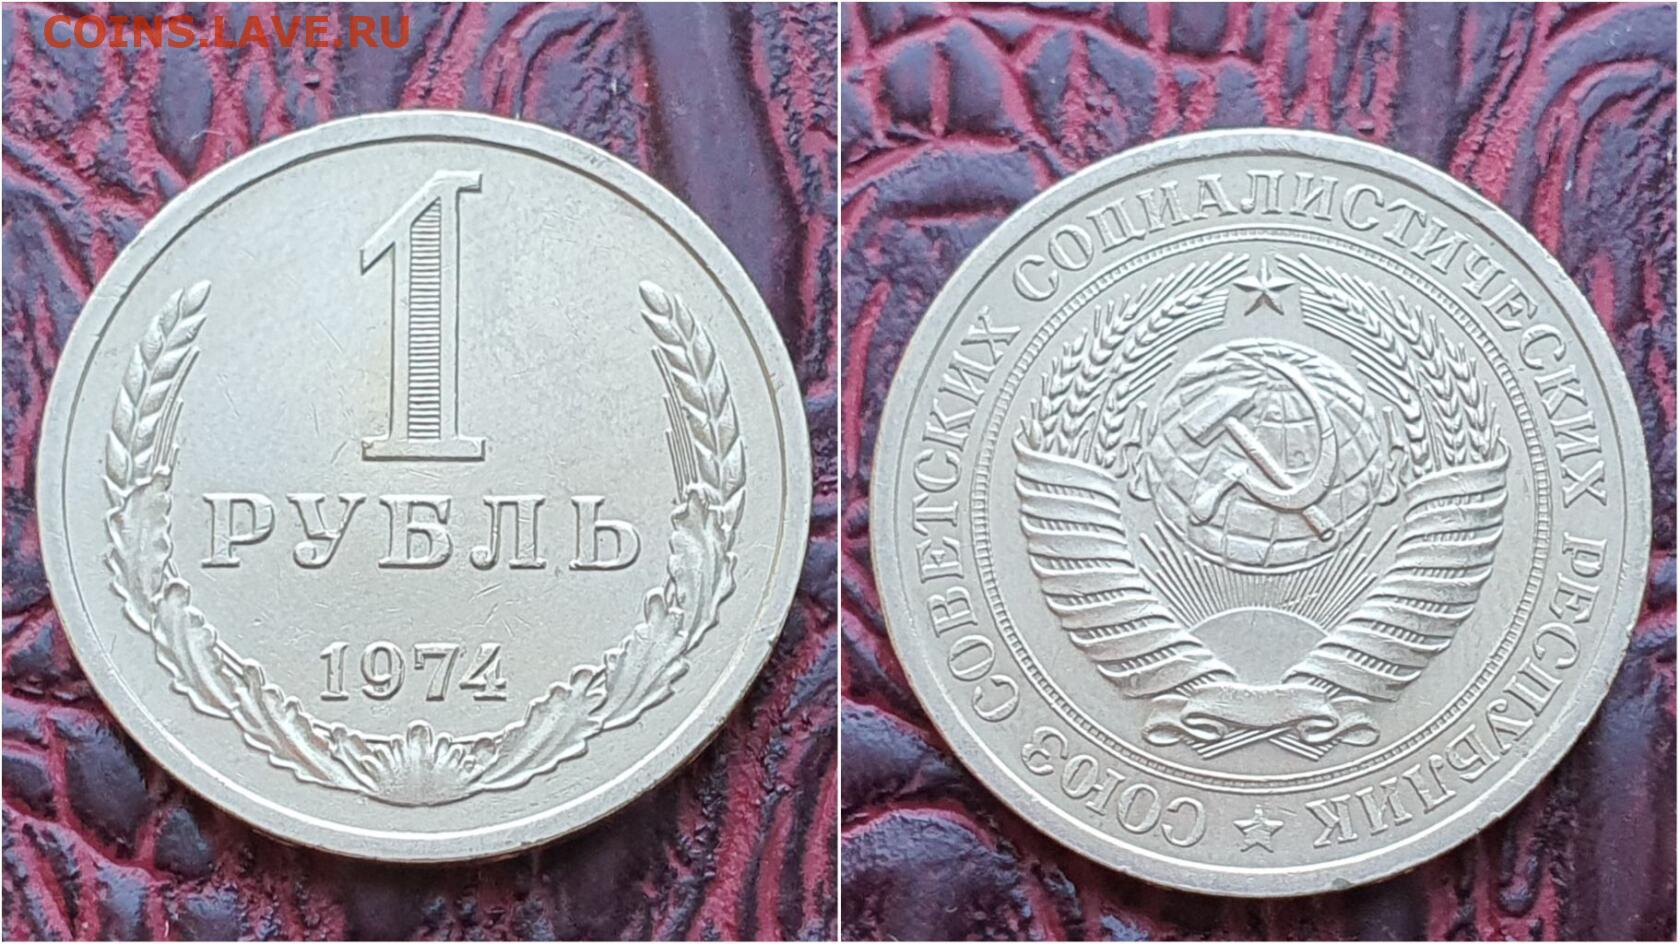 COINS.LAVE.RU
1
РУБЛЬ
1974
СОЮЗ СОВЕТСКИХ СОЦИАЛИСТИЧЕСКИХ РЕСПУБЛИК